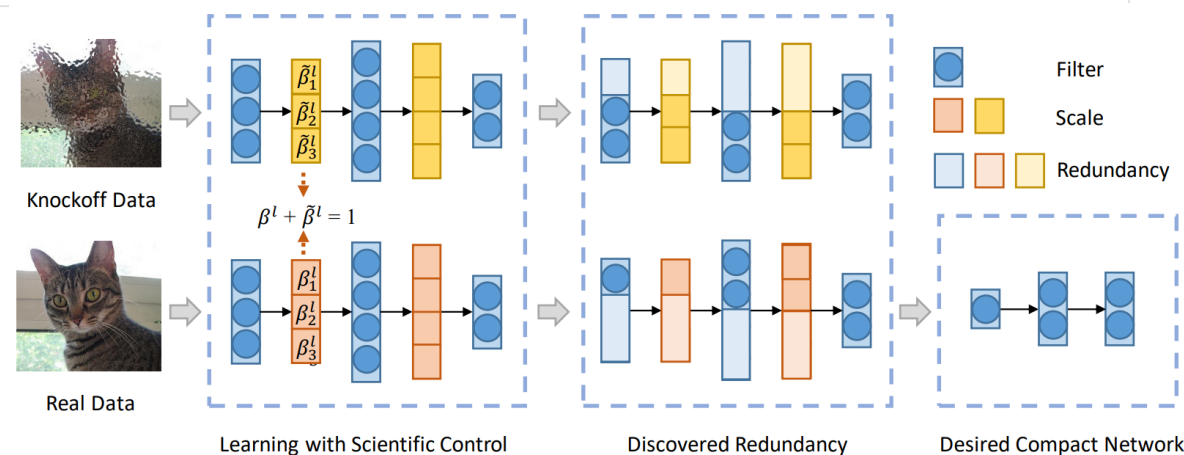 Knockoff Data
Real Data
β̃₁ˡ
β̃₂ˡ
β̃₃ˡ
βˡ + β̃ˡ = 1
β₁ˡ
β₂ˡ
β₃ˡ
Learning with Scientific Control
Discovered Redundancy
Filter
Scale
Redundancy
Desired Compact Network